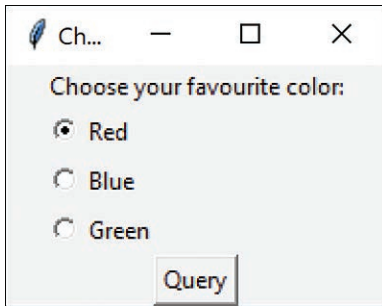 Ch...
Choose your favourite color:
Red
Blue
Green
Query